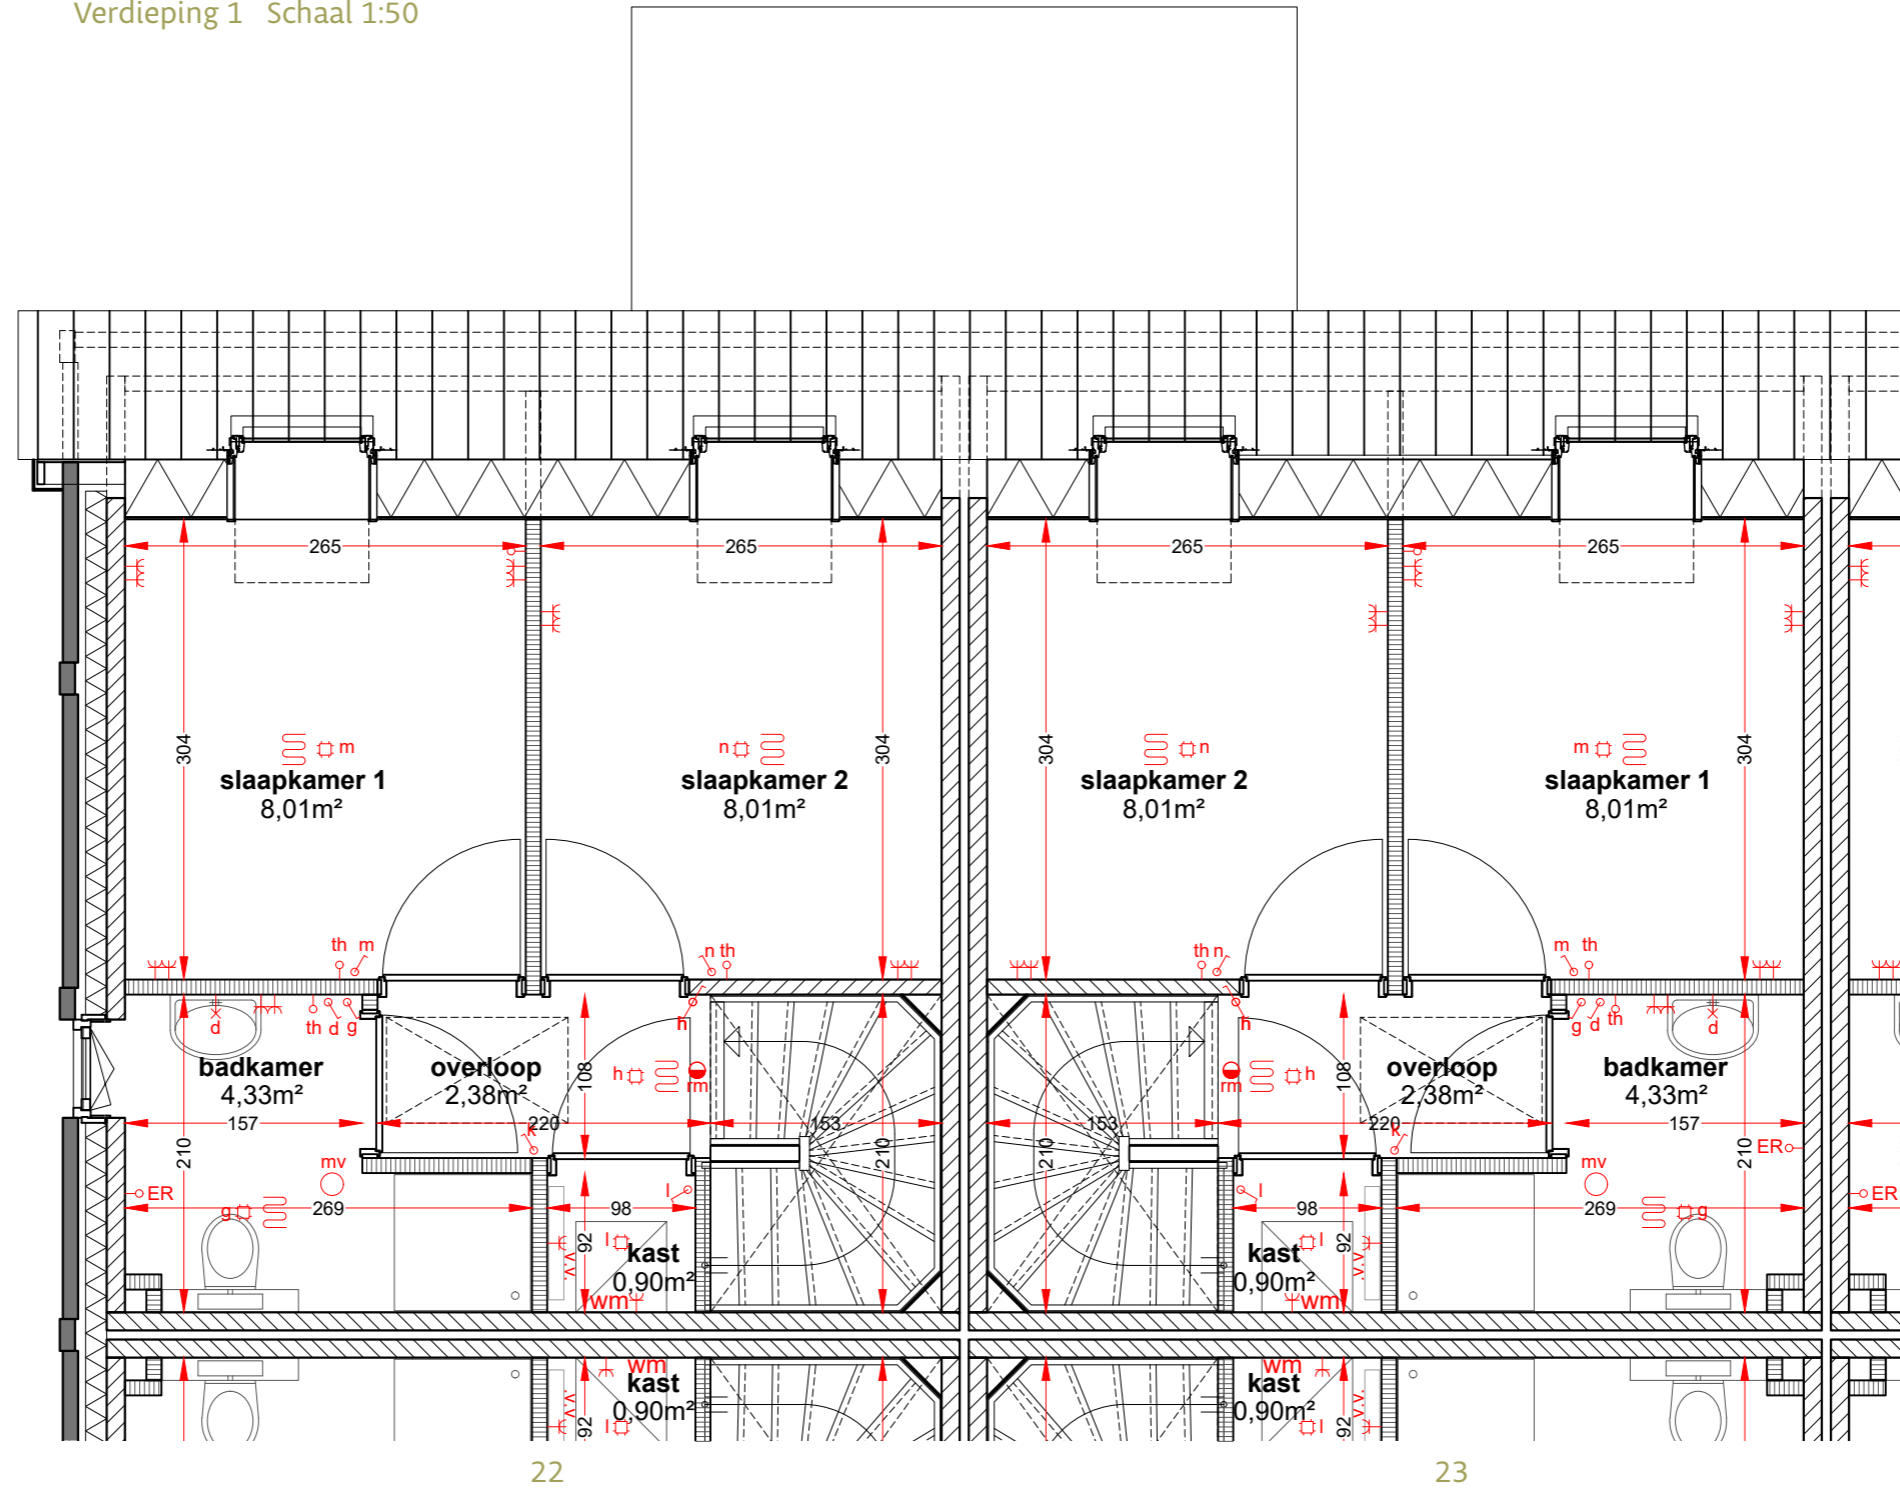 Verdieping 1 Schaal 1:50
265 265 265 265
304 304 304 304
m n n m
slaapkamer 1 slaapkamer 2 slaapkamer 2 slaapkamer 1
8,01m² 8,01m² 8,01m² 8,01m²
th m n th th n m th
d th d g h h g d th d
badkamer overloop h rm rm h overloop badkamer
4,33m² 2,38m² 108 108 2,38m² 4,33m²
157 220 153 153 220 157
k k
210 210 210 210
mv mv
ER ER ER
g 269 98 l l 98 269 g
92 l kast kast l 92
v.v. 0,90m² 0,90m² v.v.
wm wm
wm wm
kast kast
0,90m² 0,90m²
v.v. 92 l l 92 v.v.
22 23